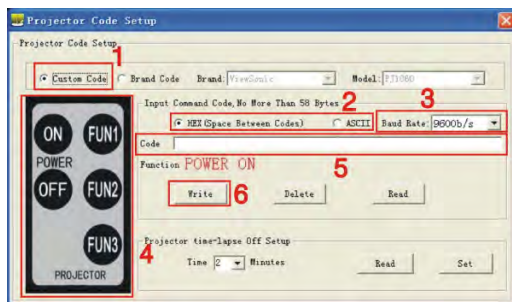 Projector Code Setup
Projector Code Setup
1
Custom Code Brand Code Brand: ViewSonic Model: PJ1060
Input Command Code, No More Than 58 Bytes
2 3
HEX(Space Between Codes) ASCII Baud Rate: 9600b/s
Code
Function POWER ON 5
Write 6 Delete Read
ON FUN1
POWER
OFF FUN2
FUN3
PROJECTOR
4
Projector time-lapse Off Setup
Time 2 Minutes Read Set